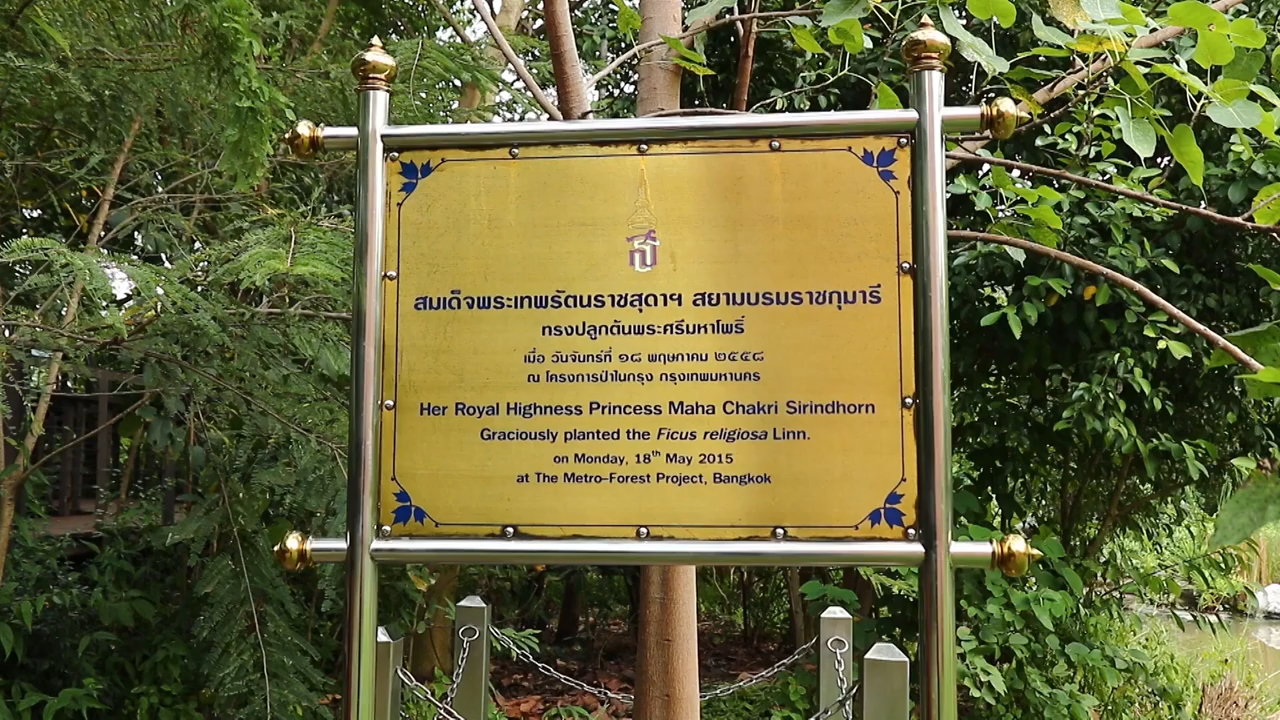 สธ
สมเด็จพระเทพรัตนราชสุดาฯ สยามบรมราชกุมารี
ทรงปลูกต้นพระศรีมหาโพธิ์
เมื่อ วันจันทร์ที่ ๑๘ พฤษภาคม ๒๕๕๘
ณ โครงการป่าในกรุง กรุงเทพมหานคร
Her Royal Highness Princess Maha Chakri Sirindhorn
Graciously planted the Ficus religiosa Linn.
on Monday, 18th May 2015
at The Metro-Forest Project, Bangkok